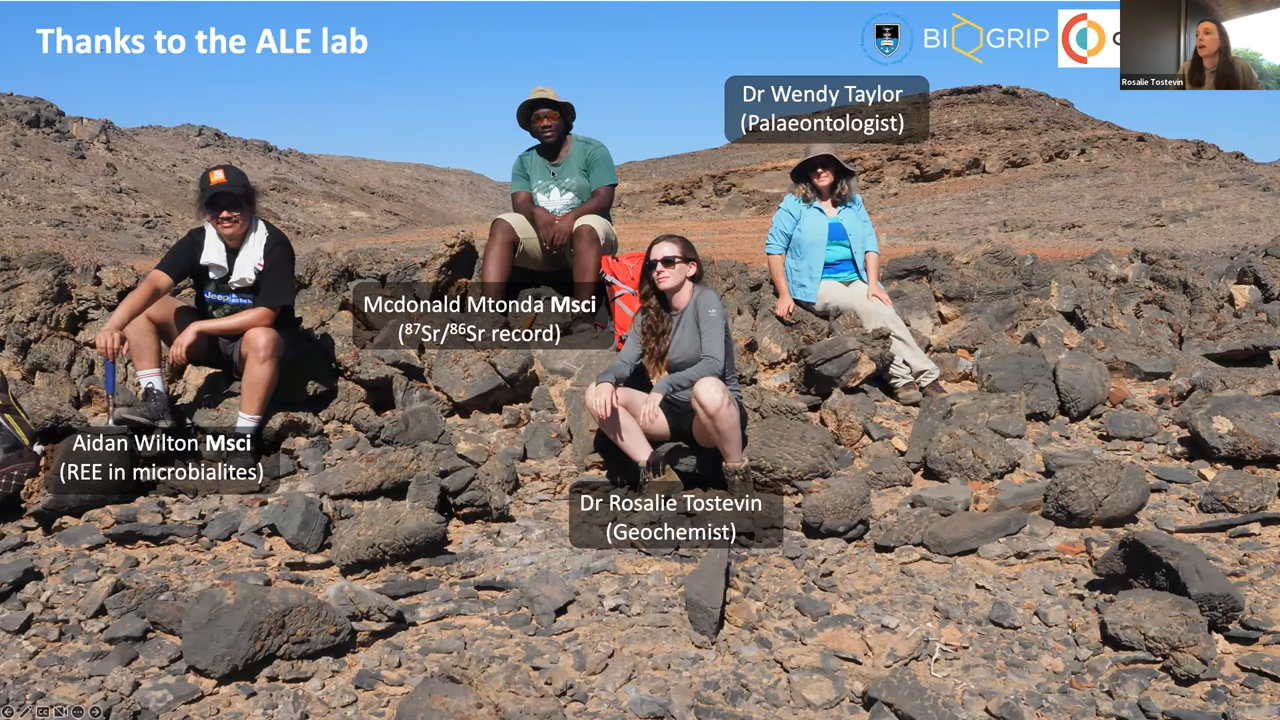 Thanks to the ALE lab
BIOGRIP
Rosalie Tostevin
Dr Wendy Taylor
(Palaeontologist)
Mcdonald Mtonda Msci
(⁸⁷Sr/⁸⁶Sr record)
Jeep
Aidan Wilton Msci
(REE in microbialites)
Dr Rosalie Tostevin
(Geochemist)